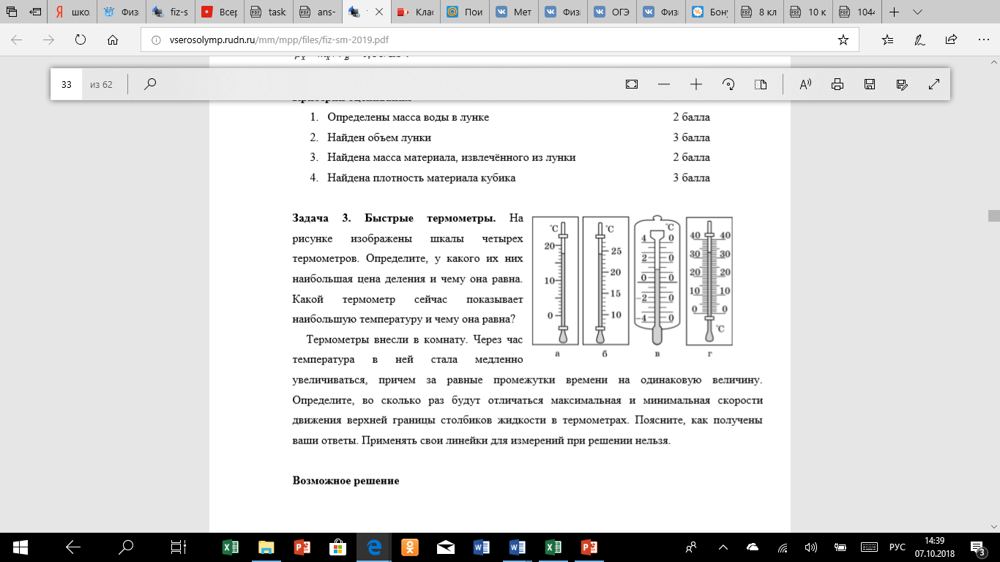 школ
Физи
fiz-s
Всер
task
ans-
Клас
Пои
Мет
Физ
ОГЭ
Физ
Бону
8 кл
10 к
1044
vserosolymp.rudn.ru/mm/mpp/files/fiz-sm-2019.pdf
33 из 62
1. Определены масса воды в лунке 2 балла
2. Найден объем лунки 3 балла
3. Найдена масса материала, извлечённого из лунки 2 балла
4. Найдена плотность материала кубика 3 балла
Задача 3. Быстрые термометры. На
рисунке изображены шкалы четырех
термометров. Определите, у какого их них
наибольшая цена деления и чему она равна.
Какой термометр сейчас показывает
наибольшую температуру и чему она равна?
Термометры внесли в комнату. Через час
температура в ней стала медленно
увеличиваться, причем за равные промежутки времени на одинаковую величину.
Определите, во сколько раз будут отличаться максимальная и минимальная скорости
движения верхней границы столбиков жидкости в термометрах. Поясните, как получены
ваши ответы. Применять свои линейки для измерений при решении нельзя.
°C
20
10
0
а
°C
25
20
15
10
б
°C
4 0
2 0
0 0
−2 0
−4 0
в
40 40
30 30
20 20
10 10
0 0
°C
г
Возможное решение
РУС
14:39
07.10.2018
3